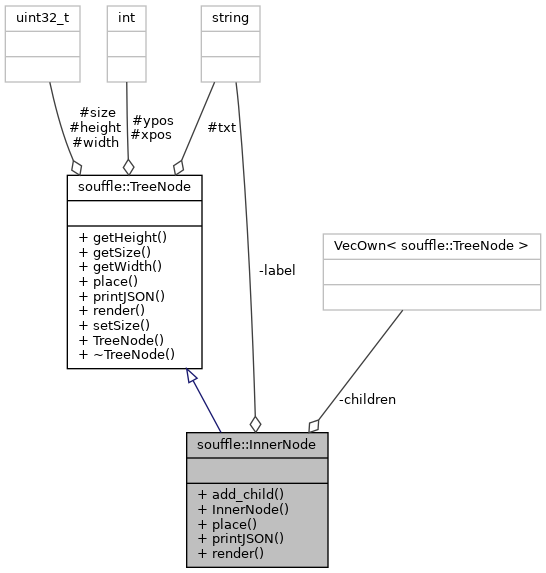 uint32_t
int
string
#size
#height
#width
#ypos
#xpos
#txt
souffle::TreeNode
+ getHeight()
+ getSize()
+ getWidth()
+ place()
+ printJSON()
+ render()
+ setSize()
+ TreeNode()
+ ~TreeNode()
VecOwn< souffle::TreeNode >
-label
-children
souffle::InnerNode
+ add_child()
+ InnerNode()
+ place()
+ printJSON()
+ render()